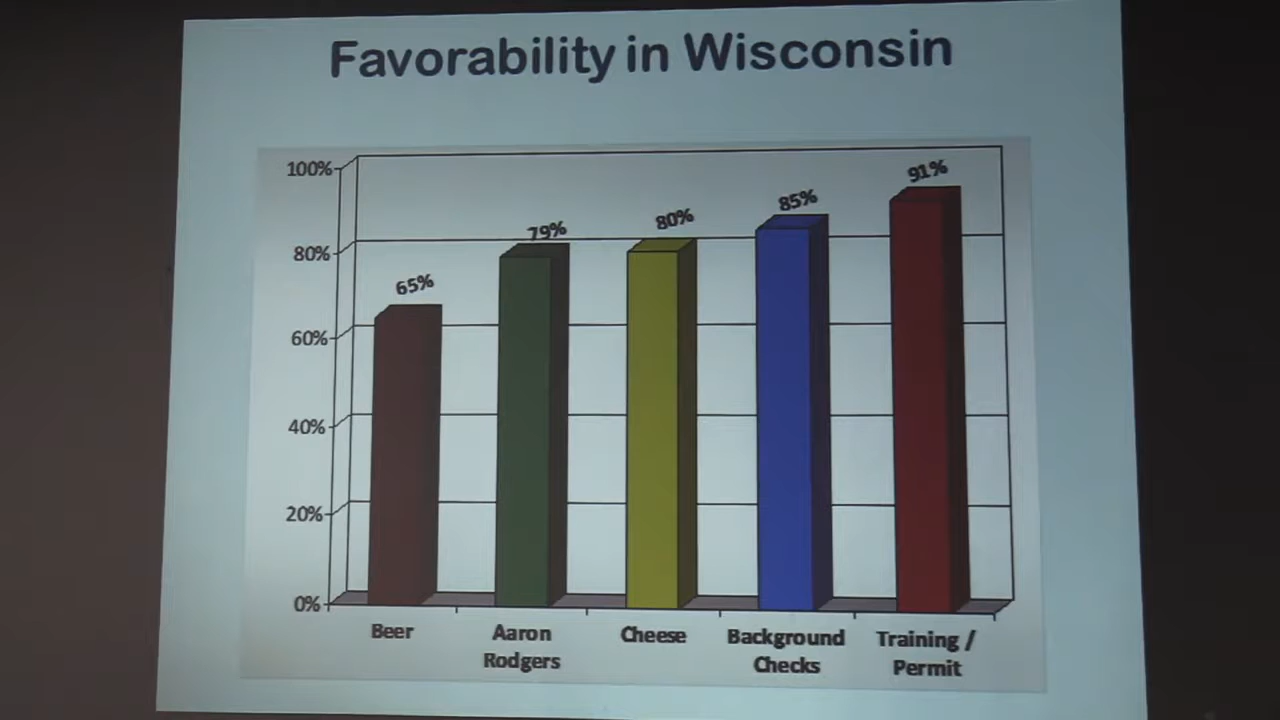 Favorability in Wisconsin
100%
80%
60%
40%
20%
0%
65%
79%
80%
85%
91%
Beer
Aaron
Rodgers
Cheese
Background
Checks
Training /
Permit